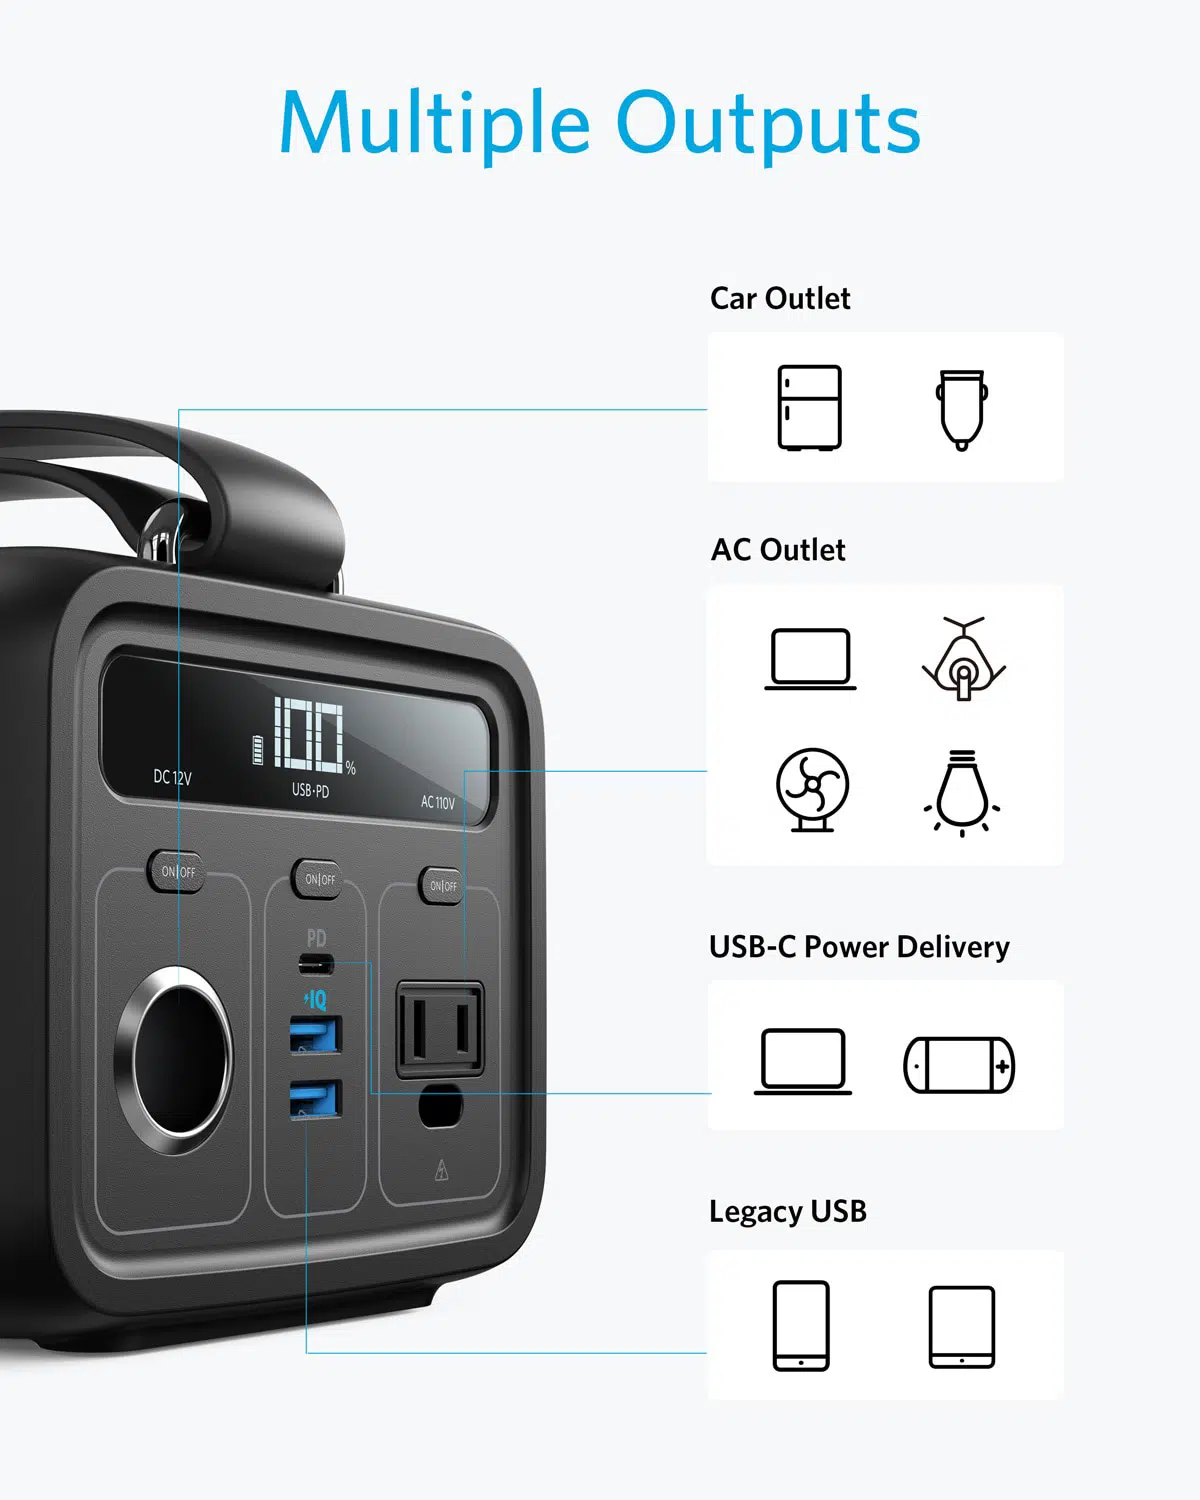 Multiple Outputs
Car Outlet
AC Outlet
USB-C Power Delivery
Legacy USB
100%
DC 12V
USB·PD
AC 110V
ON|OFF
ON|OFF
ON|OFF
PD
IQ